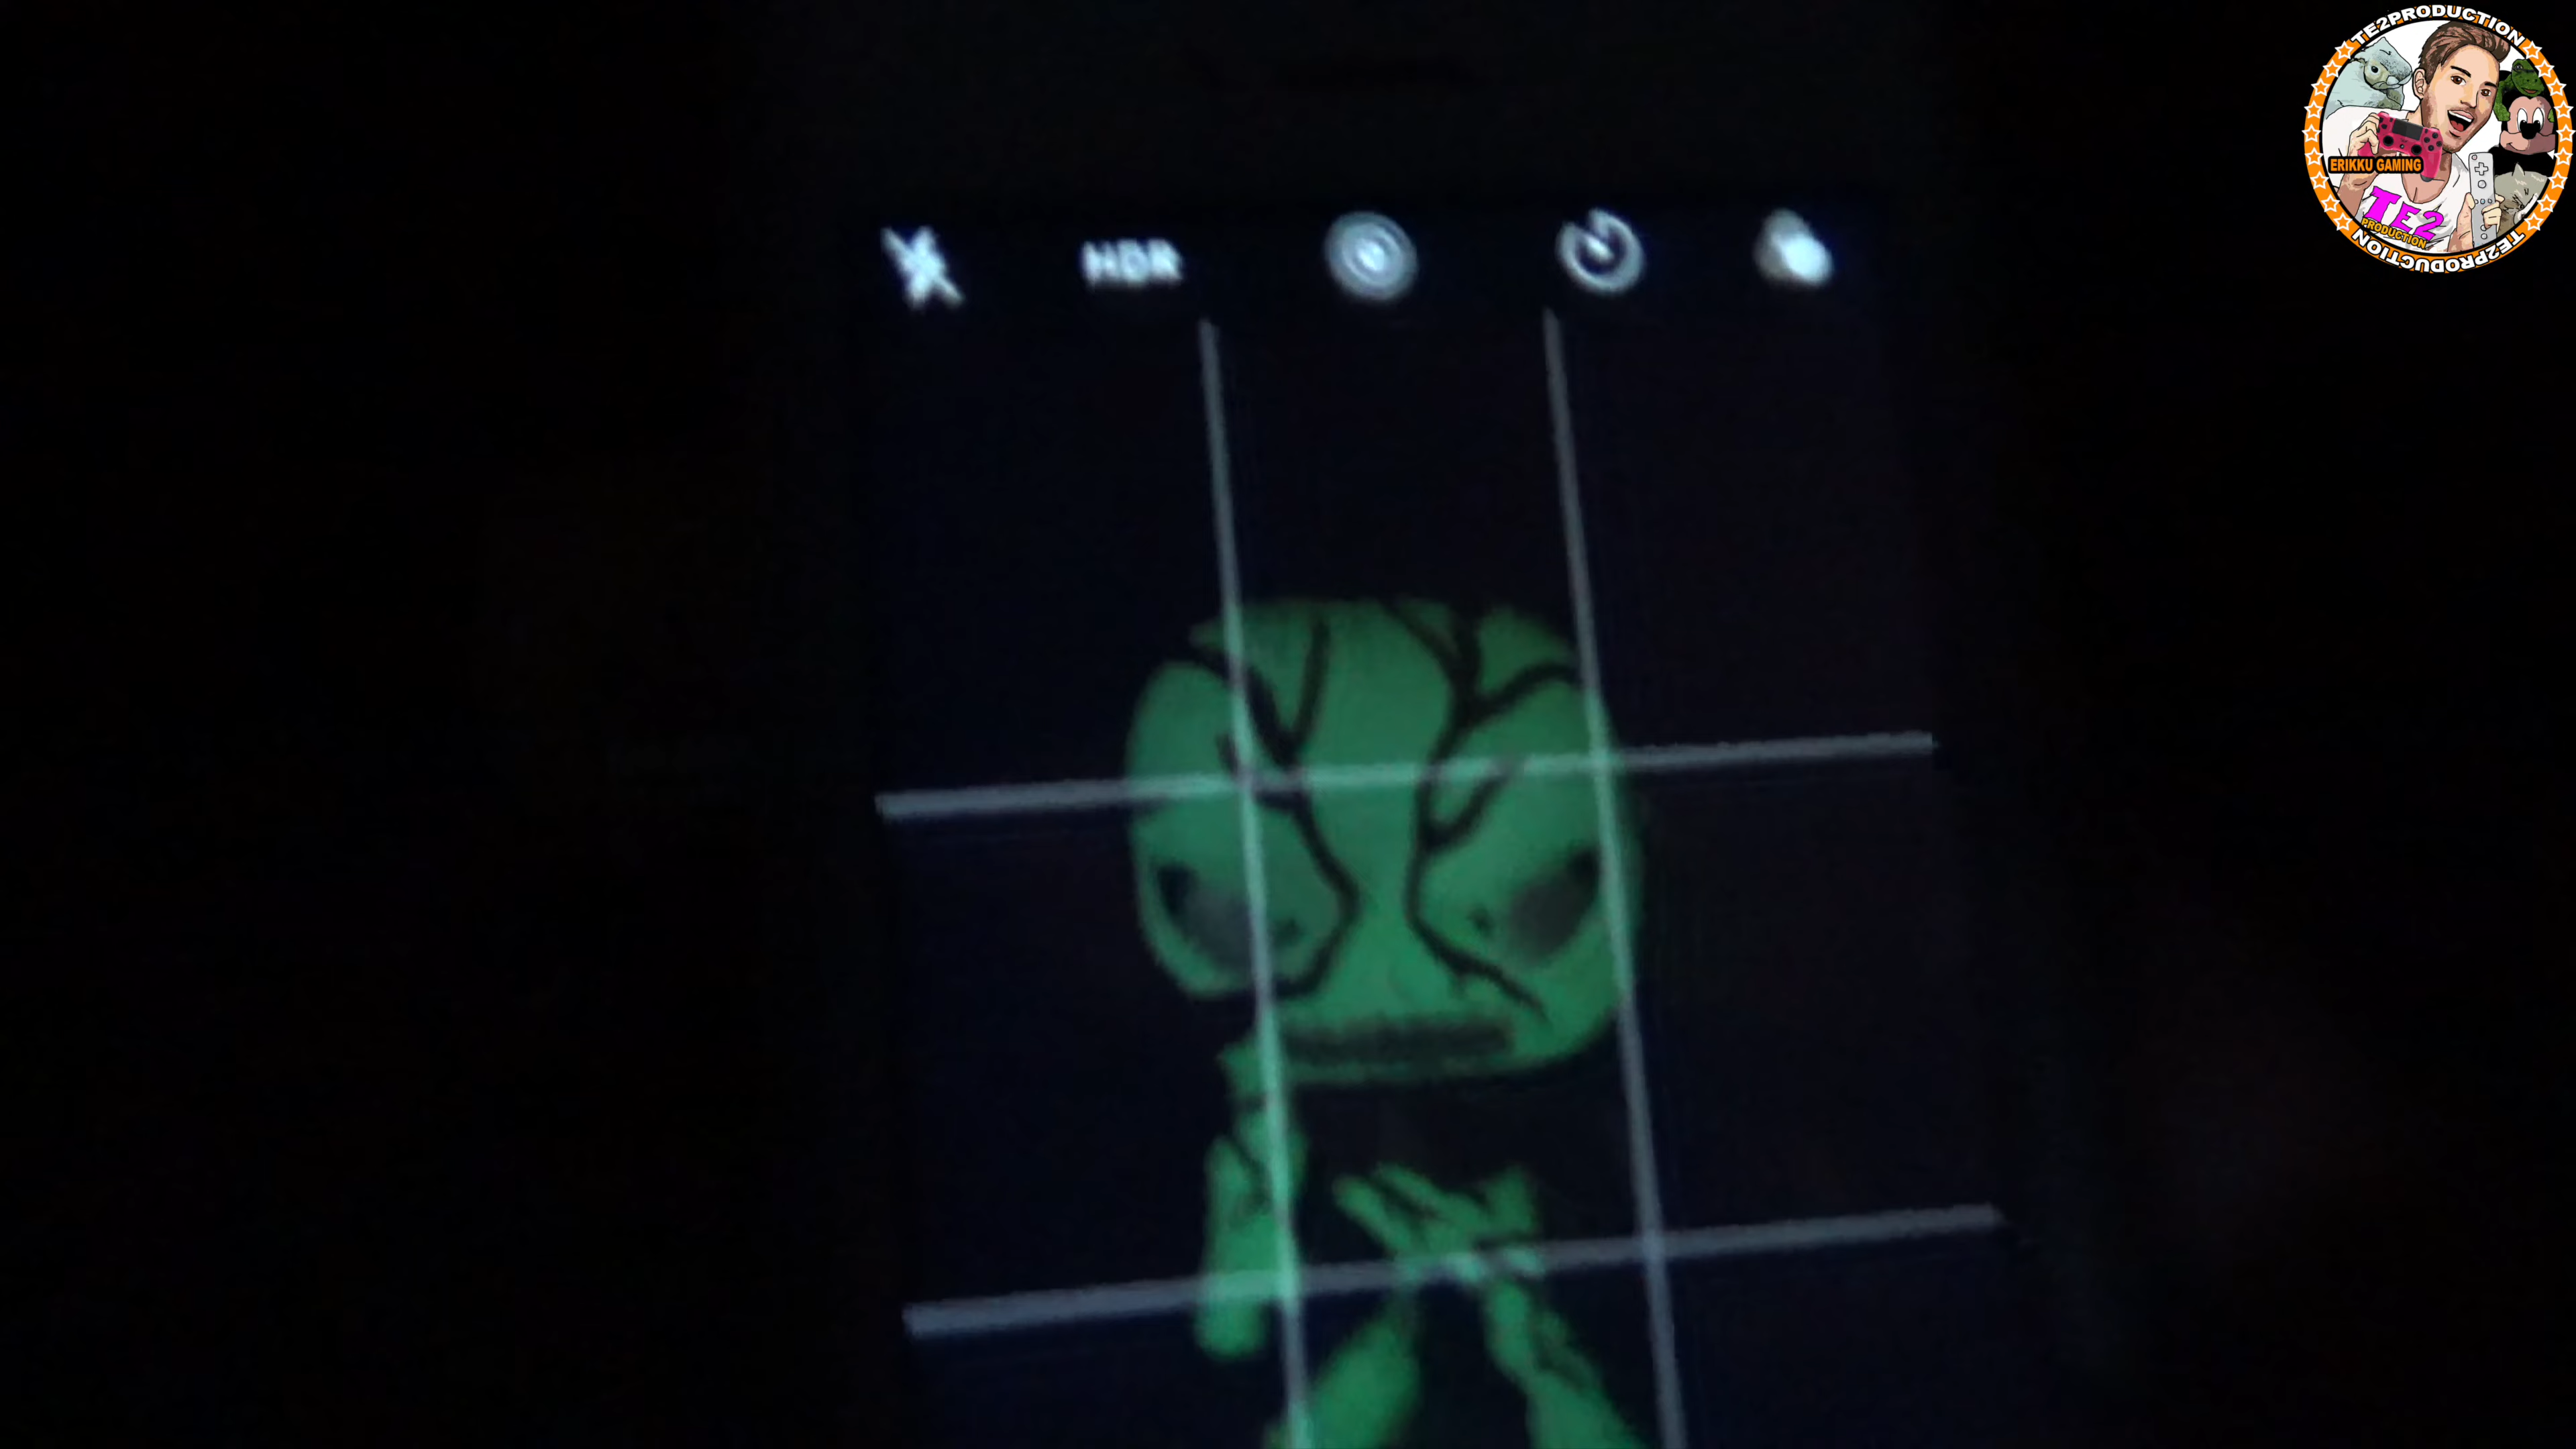 TE2PRODUCTION
ERIKKU GAMING
TE2
PRODUCTION
TE2PRODUCTION
HDR